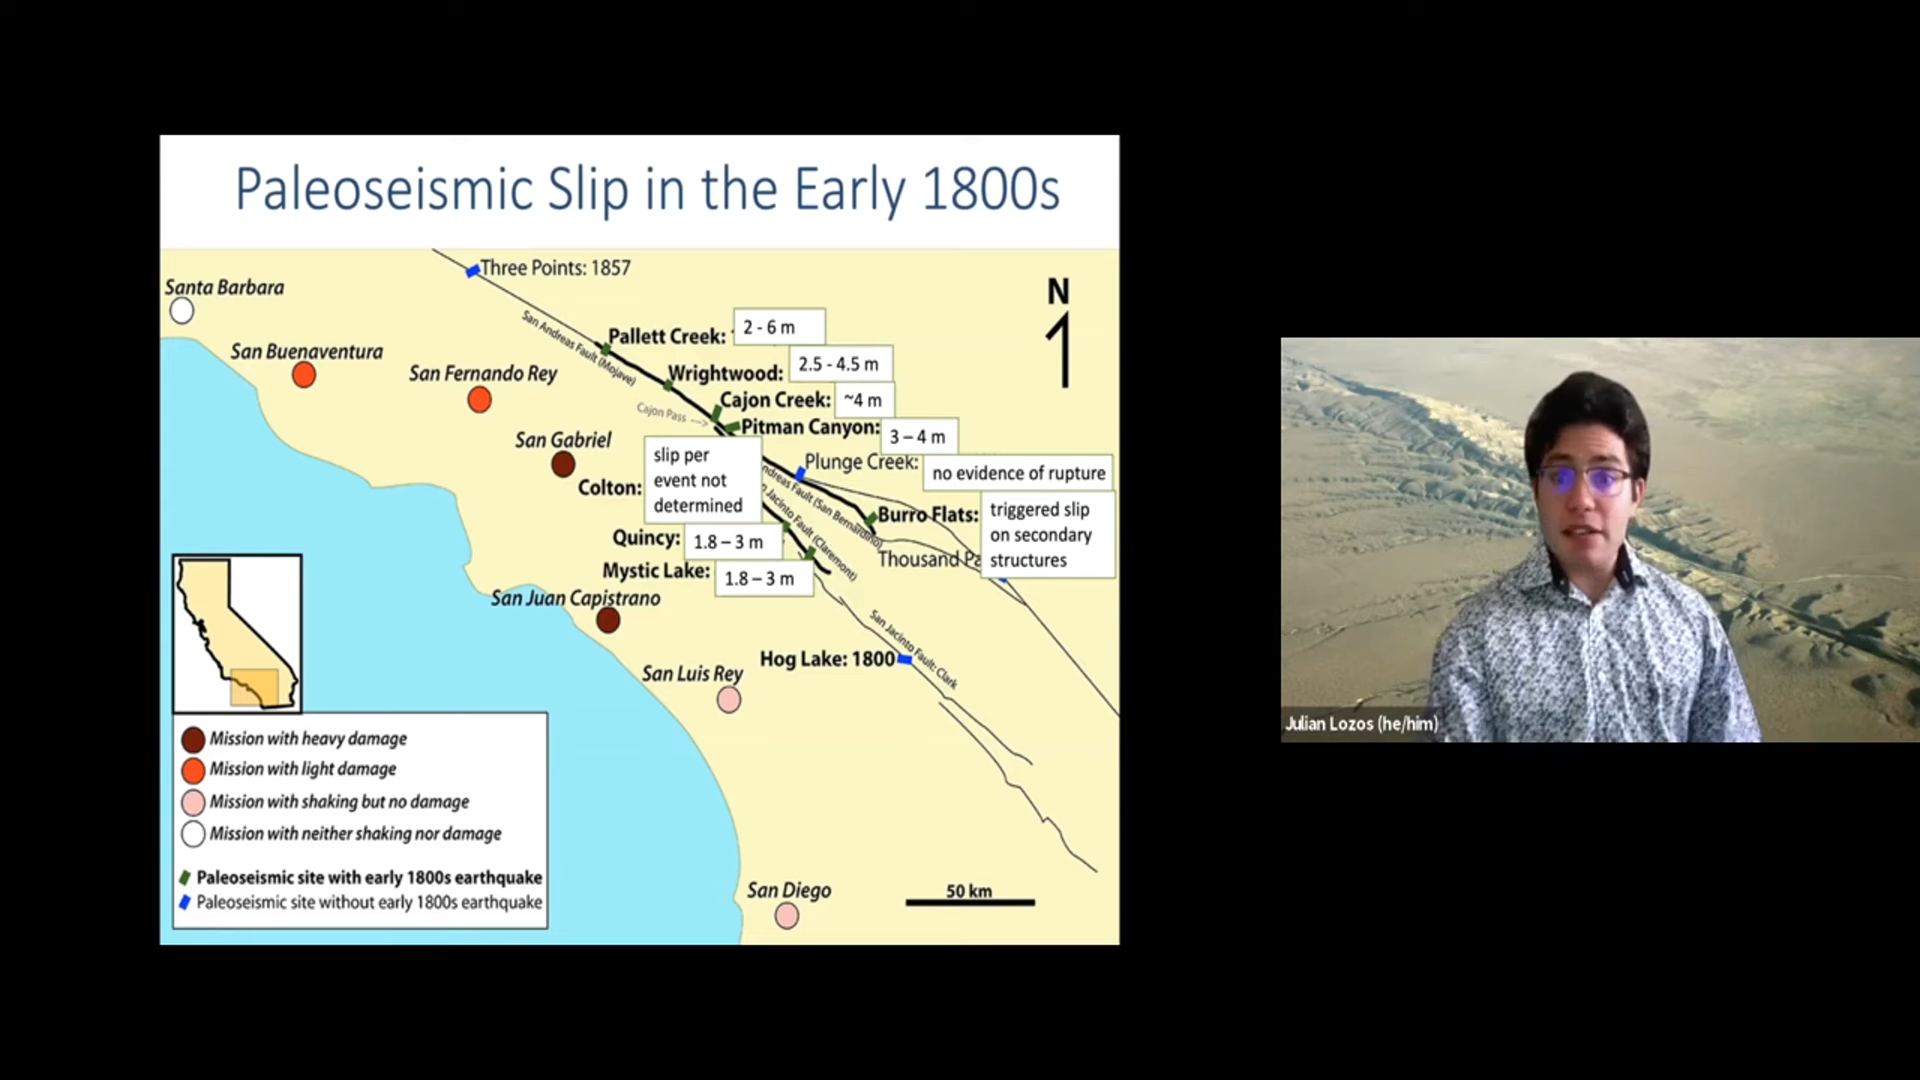 Paleoseismic Slip in the Early 1800s
Three Points: 1857
N
Santa Barbara
San Andreas Fault (Mojave)
Pallett Creek:
2 - 6 m
San Buenaventura
San Fernando Rey
Wrightwood:
2.5 - 4.5 m
Cajon Pass
Cajon Creek:
~4 m
Pitman Canyon:
3 – 4 m
San Gabriel
Plunge Creek:
no evidence of rupture
Colton:
slip per
event not
determined
ndreas Fault (San Bernardino)
Jacinto Fault (Claremont)
Burro Flats:
triggered slip
on secondary
structures
Quincy:
1.8 – 3 m
Thousand Pa
Mystic Lake:
1.8 – 3 m
San Juan Capistrano
San Jacinto Fault: Clark
Hog Lake: 1800
San Luis Rey
Mission with heavy damage
Mission with light damage
Mission with shaking but no damage
Mission with neither shaking nor damage
Paleoseismic site with early 1800s earthquake
Paleoseismic site without early 1800s earthquake
San Diego
50 km
Julian Lozos (he/him)